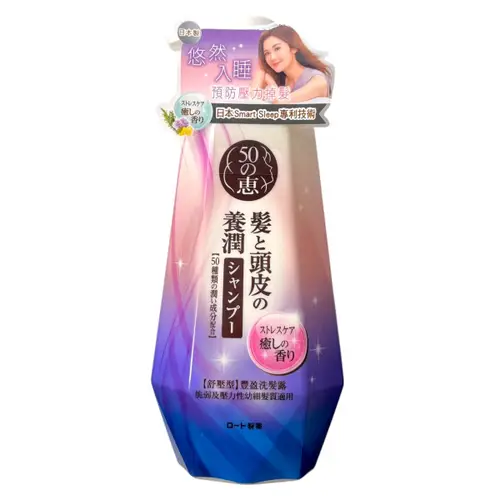 日本製
悠然入睡
預防壓力掉髮
日本Smart Sleep專利技術
ストレスケア
癒しの
香り
50の恵
髪と頭皮の
養潤
シャンプー
【50種類の潤い成分配合】
ストレスケア
癒しの
香り
【舒壓型】豐盈洗髮露
脆弱及壓力性幼細髮質適用
ロート製薬